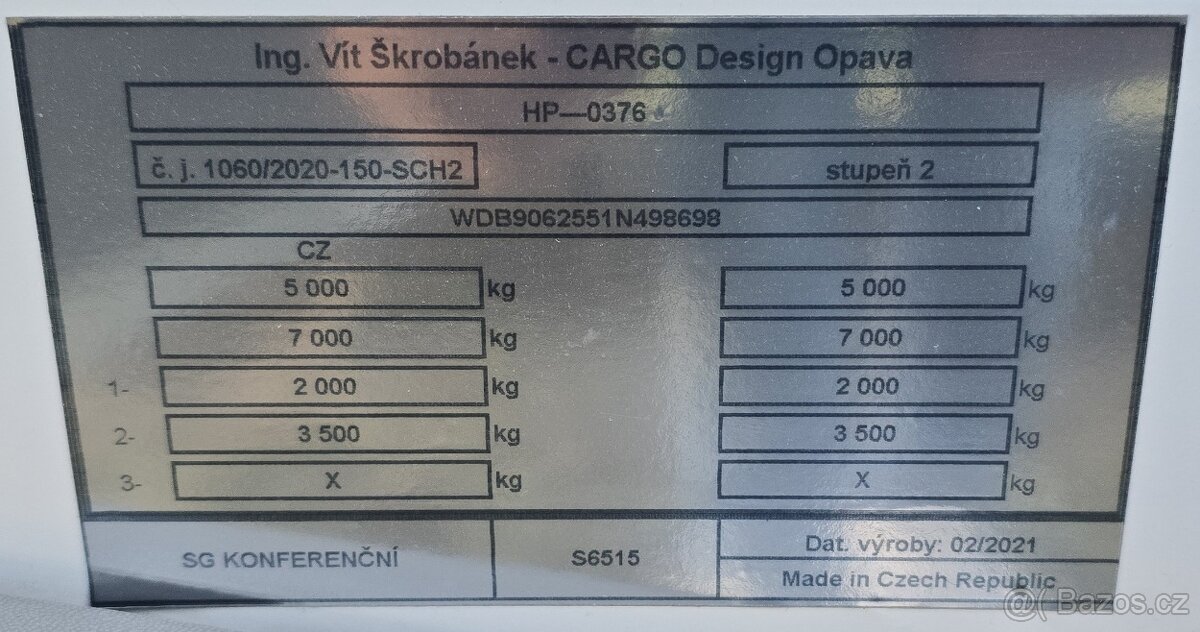 Ing. Vít Škrobánek - CARGO Design Opava
HP—0376
č. j. 1060/2020-150-SCH2 stupeň 2
WDB9062551N498698
CZ
5 000 kg 5 000 kg
7 000 kg 7 000 kg
1- 2 000 kg 2 000 kg
2- 3 500 kg 3 500 kg
3- X kg X kg
SG KONFERENČNÍ S6515 Dat. výroby: 02/2021
Made in Czech Republic
@( Bazos.cz